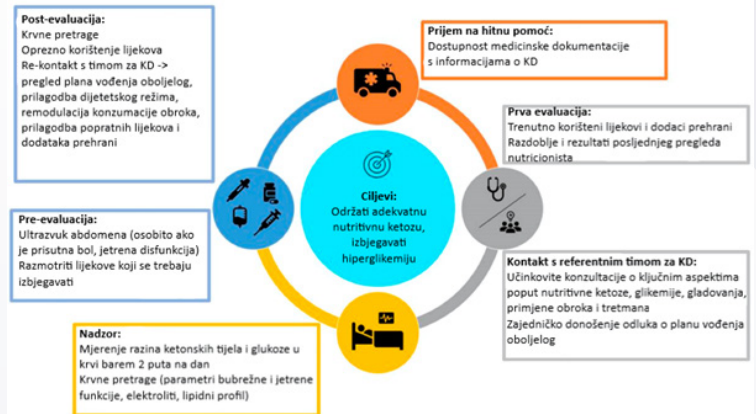 Post-evaluacija:
Krvne pretrage
Oprezno korištenje lijekova
Re-kontakt s timom za KD ->
pregled plana vođenja oboljelog,
prilagodba dijetetskog režima,
remodulacija konzumacije obroka,
prilagodba popratnih lijekova i
dodataka prehrani
Prijem na hitnu pomoć:
Dostupnost medicinske dokumentacije
s informacijama o KD
Prva evaluacija:
Trenutno korišteni lijekovi i dodaci prehrani
Razdoblje i rezultati posljednjeg pregleda
nutricionista
Ciljevi:
Održati adekvatnu
nutritivnu ketozu,
izbjegavati
hiperglikemiju
Pre-evaluacija:
Ultrazvuk abdomena (osobito ako
je prisutna bol, jetrena disfunkcija)
Razmotriti lijekove koji se trebaju
izbjegavati
Kontakt s referentnim timom za KD:
Učinkovite konzultacije o ključnim aspektima
poput nutritivne ketoze, glikemije, gladovanja,
primjene obroka i tretmana
Zajedničko donošenje odluka o planu vođenja
oboljelog
Nadzor:
Mjerenje razina ketonskih tijela i glukoze u
krvi barem 2 puta na dan
Krvne pretrage (parametri bubrežne i jetrene
funkcije, elektroliti, lipidni profil)